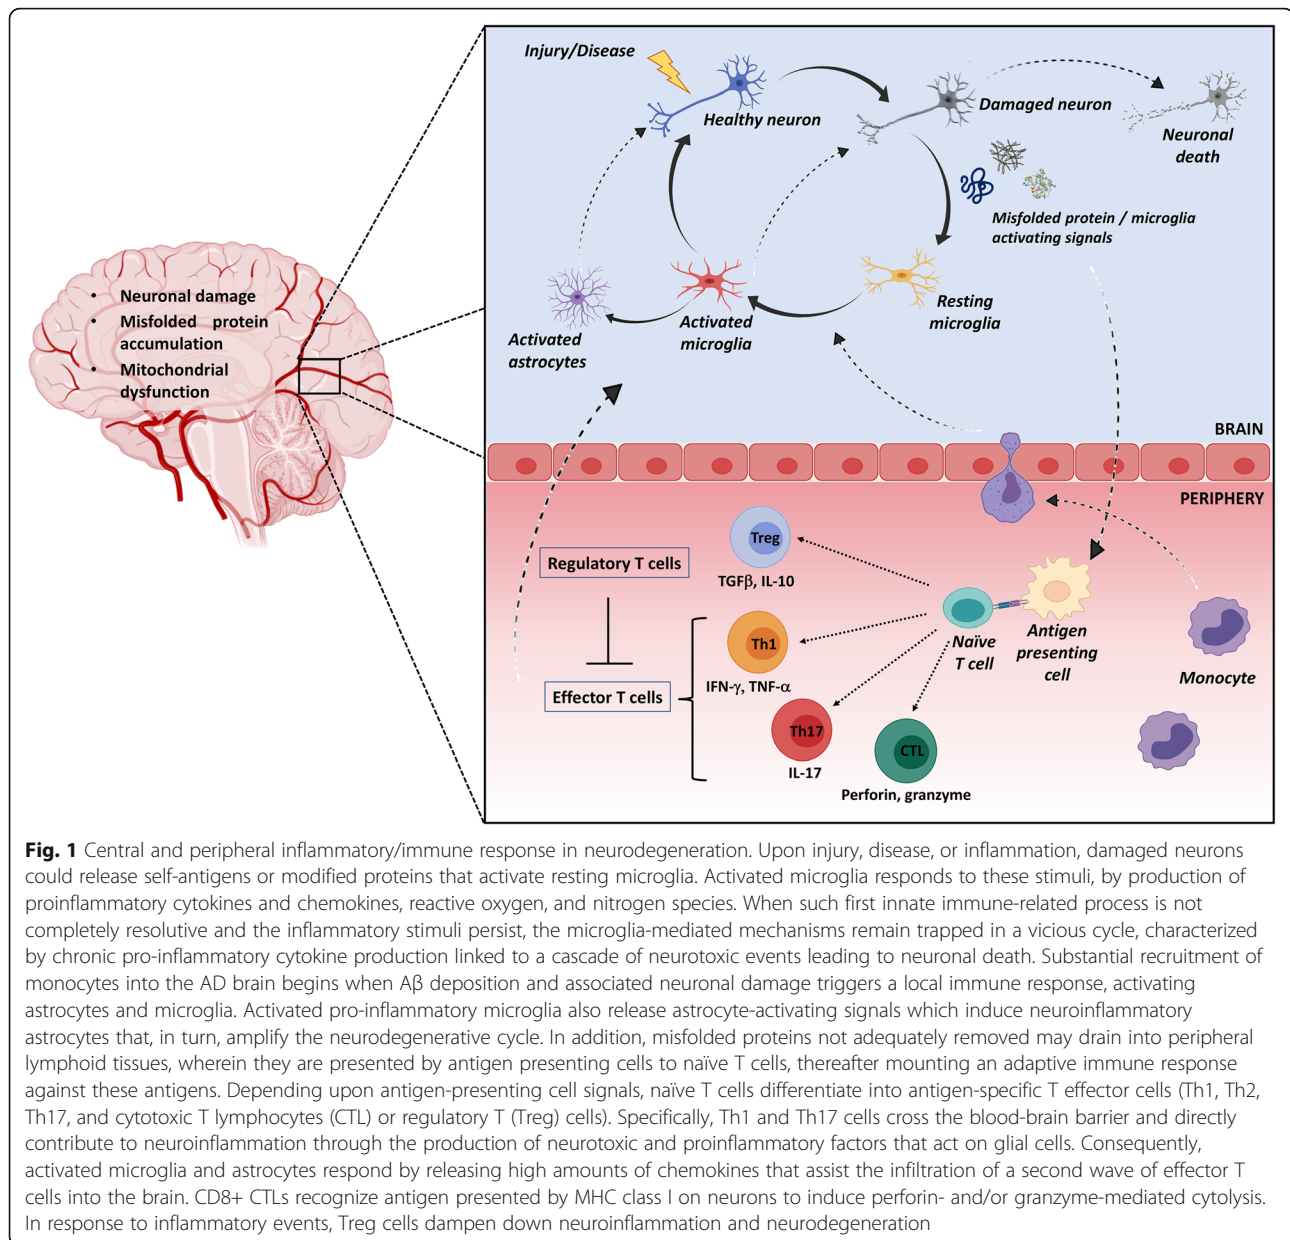 Injury/Disease
Healthy neuron
Damaged neuron
Neuronal
death
Misfolded protein / microglia
activating signals
• Neuronal damage
• Misfolded protein
accumulation
• Mitochondrial
dysfunction
Activated
astrocytes
Activated
microglia
Resting
microglia
BRAIN
PERIPHERY
Regulatory T cells
Treg
TGFβ, IL-10
Effector T cells
Th1
IFN-γ, TNF-α
Th17
IL-17
CTL
Perforin, granzyme
Naïve
T cell
Antigen
presenting
cell
Monocyte
Fig. 1 Central and peripheral inflammatory/immune response in neurodegeneration. Upon injury, disease, or inflammation, damaged neurons
could release self-antigens or modified proteins that activate resting microglia. Activated microglia responds to these stimuli, by production of
proinflammatory cytokines and chemokines, reactive oxygen, and nitrogen species. When such first innate immune-related process is not
completely resolutive and the inflammatory stimuli persist, the microglia-mediated mechanisms remain trapped in a vicious cycle, characterized
by chronic pro-inflammatory cytokine production linked to a cascade of neurotoxic events leading to neuronal death. Substantial recruitment of
monocytes into the AD brain begins when Aβ deposition and associated neuronal damage triggers a local immune response, activating
astrocytes and microglia. Activated pro-inflammatory microglia also release astrocyte-activating signals which induce neuroinflammatory
astrocytes that, in turn, amplify the neurodegenerative cycle. In addition, misfolded proteins not adequately removed may drain into peripheral
lymphoid tissues, wherein they are presented by antigen presenting cells to naïve T cells, thereafter mounting an adaptive immune response
against these antigens. Depending upon antigen-presenting cell signals, naïve T cells differentiate into antigen-specific T effector cells (Th1, Th2,
Th17, and cytotoxic T lymphocytes (CTL) or regulatory T (Treg) cells). Specifically, Th1 and Th17 cells cross the blood-brain barrier and directly
contribute to neuroinflammation through the production of neurotoxic and proinflammatory factors that act on glial cells. Consequently,
activated microglia and astrocytes respond by releasing high amounts of chemokines that assist the infiltration of a second wave of effector T
cells into the brain. CD8+ CTLs recognize antigen presented by MHC class I on neurons to induce perforin- and/or granzyme-mediated cytolysis.
In response to inflammatory events, Treg cells dampen down neuroinflammation and neurodegeneration